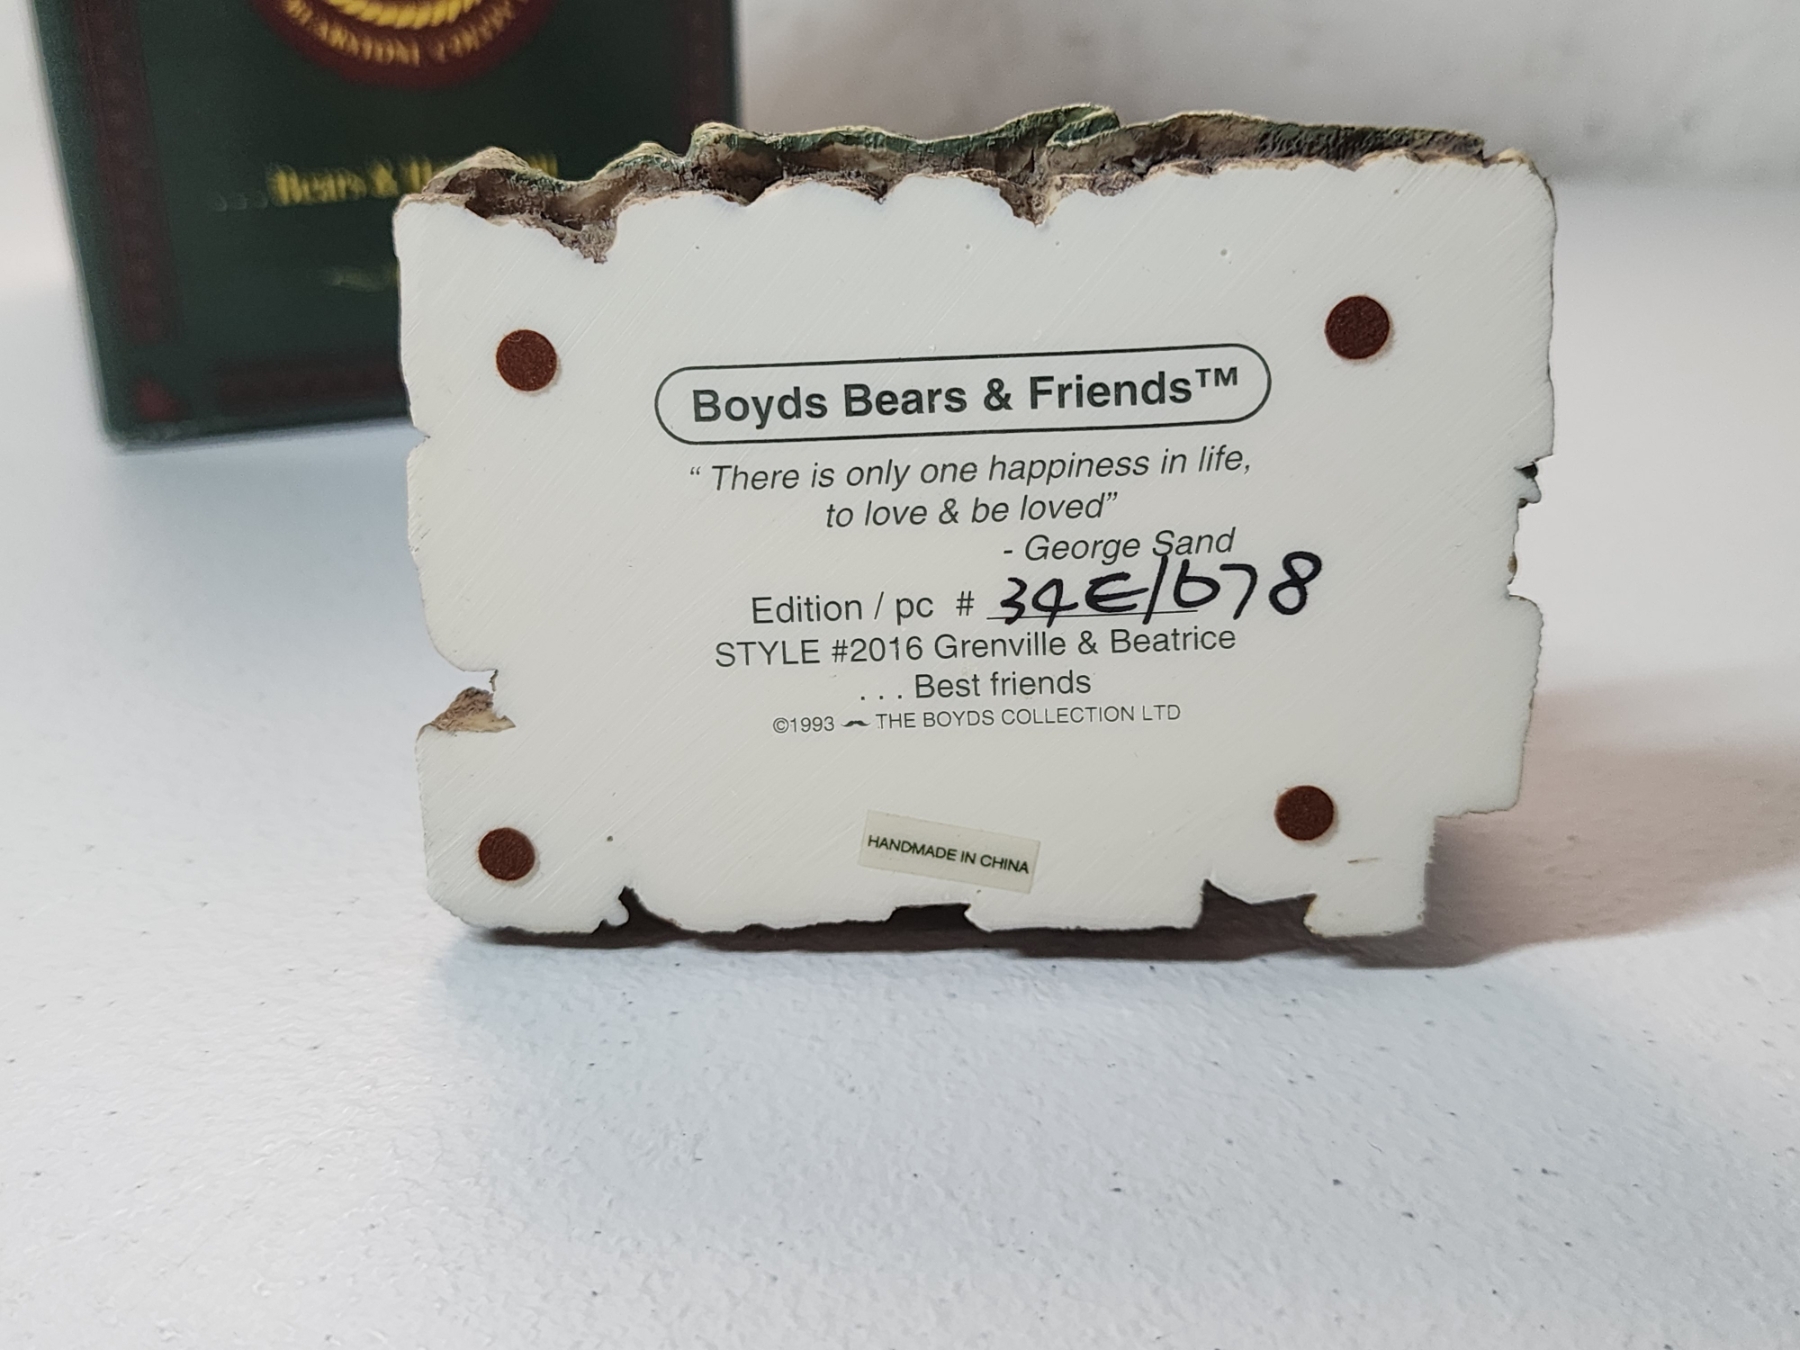 Bears &
Boyds Bears & Friends™
“ There is only one happiness in life,
to love & be loved”
- George Sand
Edition / pc # 34E/678
STYLE #2016 Grenville & Beatrice
. . . Best friends
©1993 THE BOYDS COLLECTION LTD
HANDMADE IN CHINA